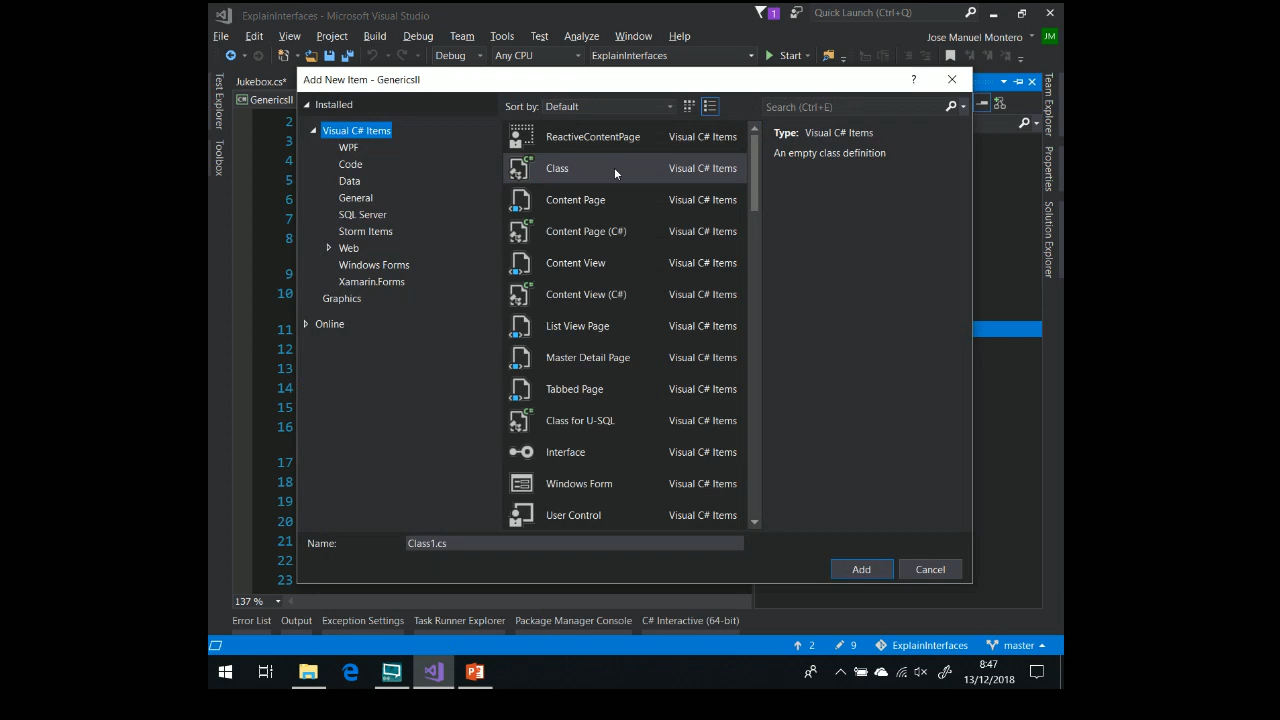 ExplainInterfaces - Microsoft Visual Studio
1
Quick Launch (Ctrl+Q)
File Edit View Project Build Debug Team Tools Test Analyze Window Help
Jose Manuel Montero JM
Debug Any CPU ExplainInterfaces Start
Jukebox.cs*
Add New Item - GenericsII
?
GenericsII
Installed
Sort by: Default
Search (Ctrl+E)
Test Explorer
Toolbox
Team Explorer
Properties
Solution Explorer
2
3
4
5
6
7
8
9
10
11
12
13
14
15
16
17
18
19
20
21
22
23
Visual C# Items
WPF
Code
Data
General
SQL Server
Storm Items
Web
Windows Forms
Xamarin.Forms
Graphics
Online
ReactiveContentPage Visual C# Items
Class Visual C# Items
Content Page Visual C# Items
Content Page (C#) Visual C# Items
Content View Visual C# Items
Content View (C#) Visual C# Items
List View Page Visual C# Items
Master Detail Page Visual C# Items
Tabbed Page Visual C# Items
Class for U-SQL Visual C# Items
Interface Visual C# Items
Windows Form Visual C# Items
User Control Visual C# Items
Type: Visual C# Items
An empty class definition
Name: Class1.cs
Add Cancel
137 %
Error List Output Exception Settings Task Runner Explorer Package Manager Console C# Interactive (64-bit)
2 9 ExplainInterfaces master
8:47
13/12/2018